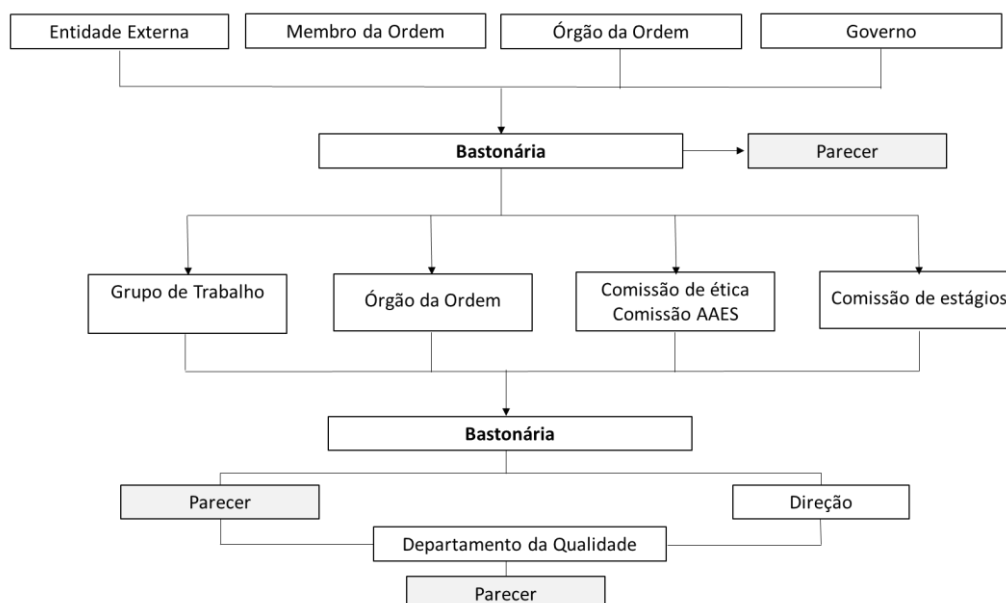 Entidade Externa
Membro da Ordem
Órgão da Ordem
Governo
Bastonária
Parecer
Grupo de Trabalho
Órgão da Ordem
Comissão de ética
Comissão AAES
Comissão de estágios
Bastonária
Parecer
Direção
Departamento da Qualidade
Parecer